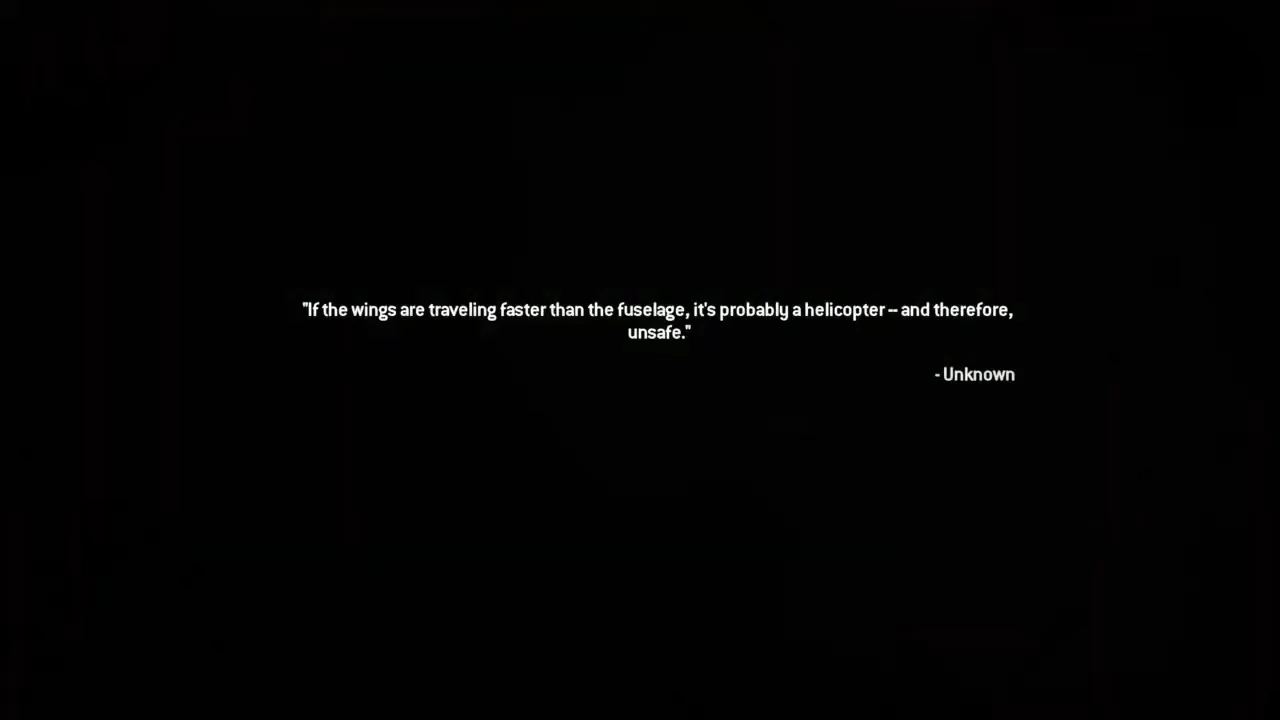 "If the wings are traveling faster than the fuselage, it's probably a helicopter -- and therefore,
unsafe."
- Unknown